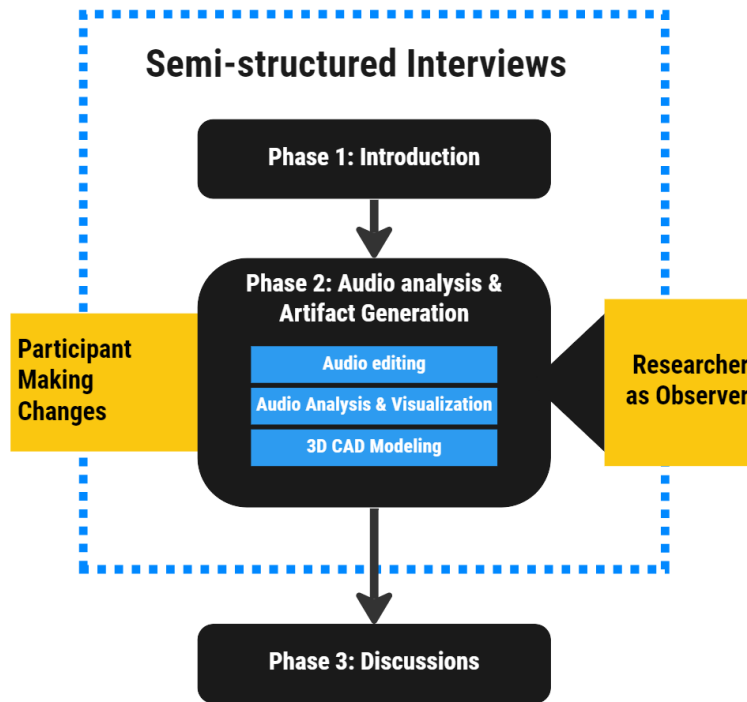 Semi-structured Interviews
Phase 1: Introduction
Phase 2: Audio analysis &
Artifact Generation
Audio editing
Audio Analysis & Visualization
3D CAD Modeling
Participant
Making
Changes
Researcher
as Observer
Phase 3: Discussions